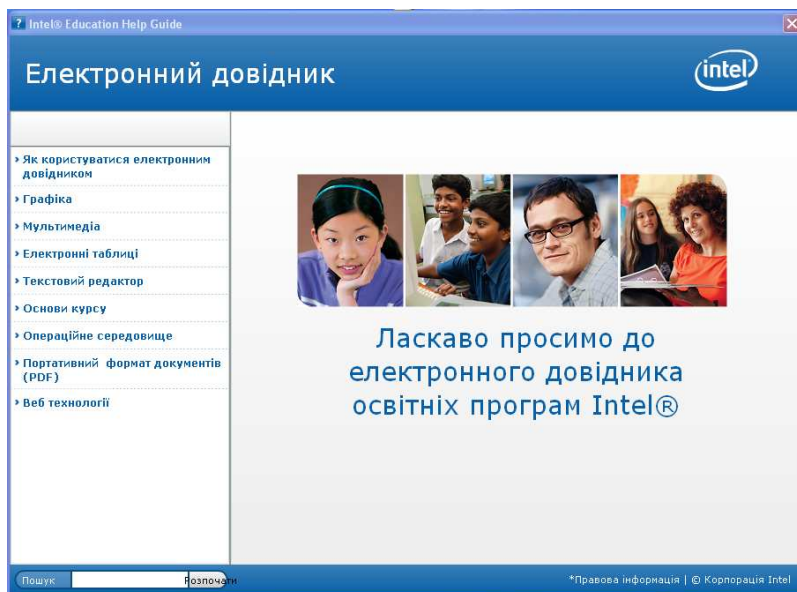 Intel® Education Help Guide
Електронний довідник
intel
Як користуватися електронним
довідником
Графіка
Мультимедіа
Електронні таблиці
Текстовий редактор
Основи курсу
Операційне середовище
Портативний формат документів
(PDF)
Веб технології
Ласкаво просимо до
електронного довідника
освітніх програм Intel®
Пошук Розпочати
*Правова інформація | © Корпорація Intel